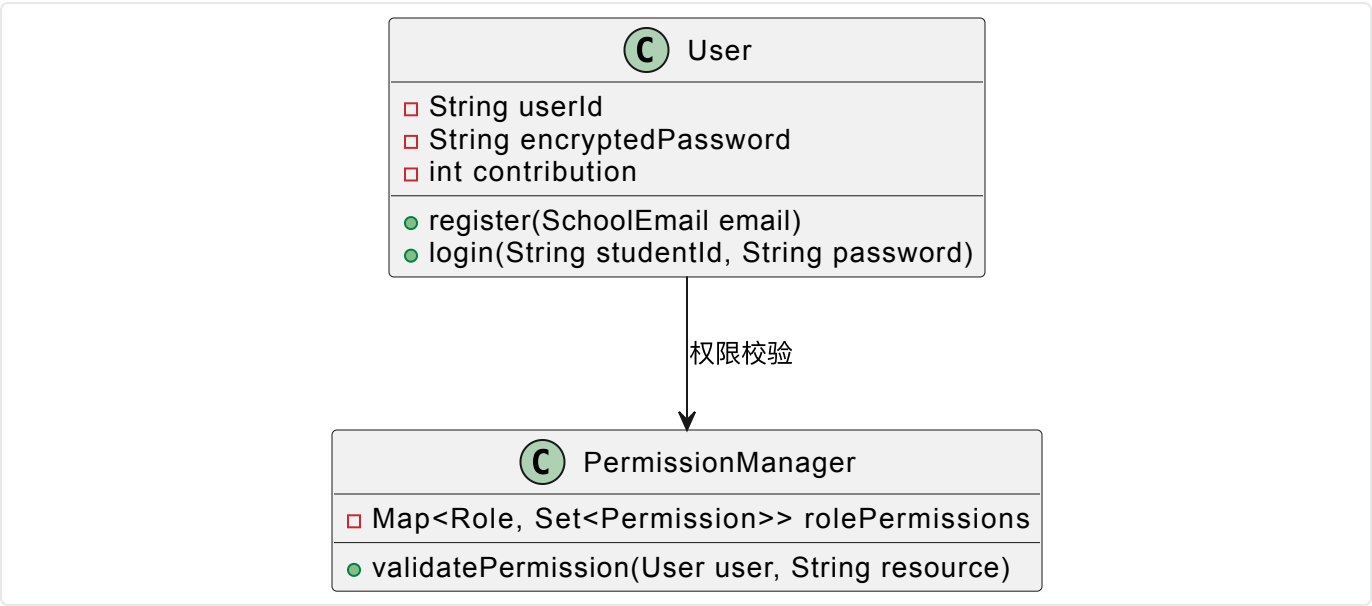 C User
String userId
String encryptedPassword
int contribution
register(SchoolEmail email)
login(String studentId, String password)
权限校验
C PermissionManager
Map<Role, Set<Permission>> rolePermissions
validatePermission(User user, String resource)